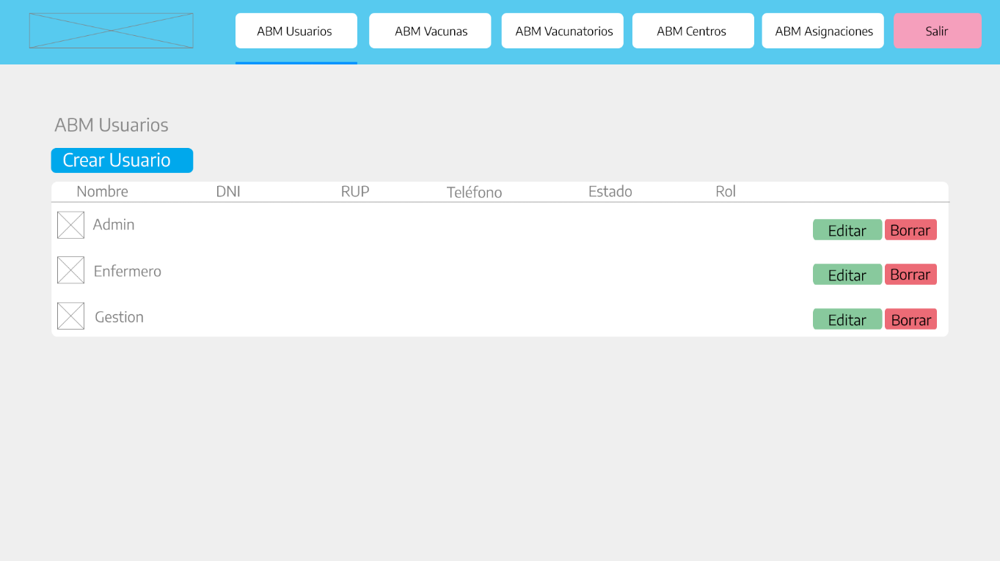 ABM Usuarios ABM Vacunas ABM Vacunatorios ABM Centros ABM Asignaciones Salir
ABM Usuarios
Crear Usuario
Nombre DNI RUP Teléfono Estado Rol
Admin Editar Borrar
Enfermero Editar Borrar
Gestion Editar Borrar